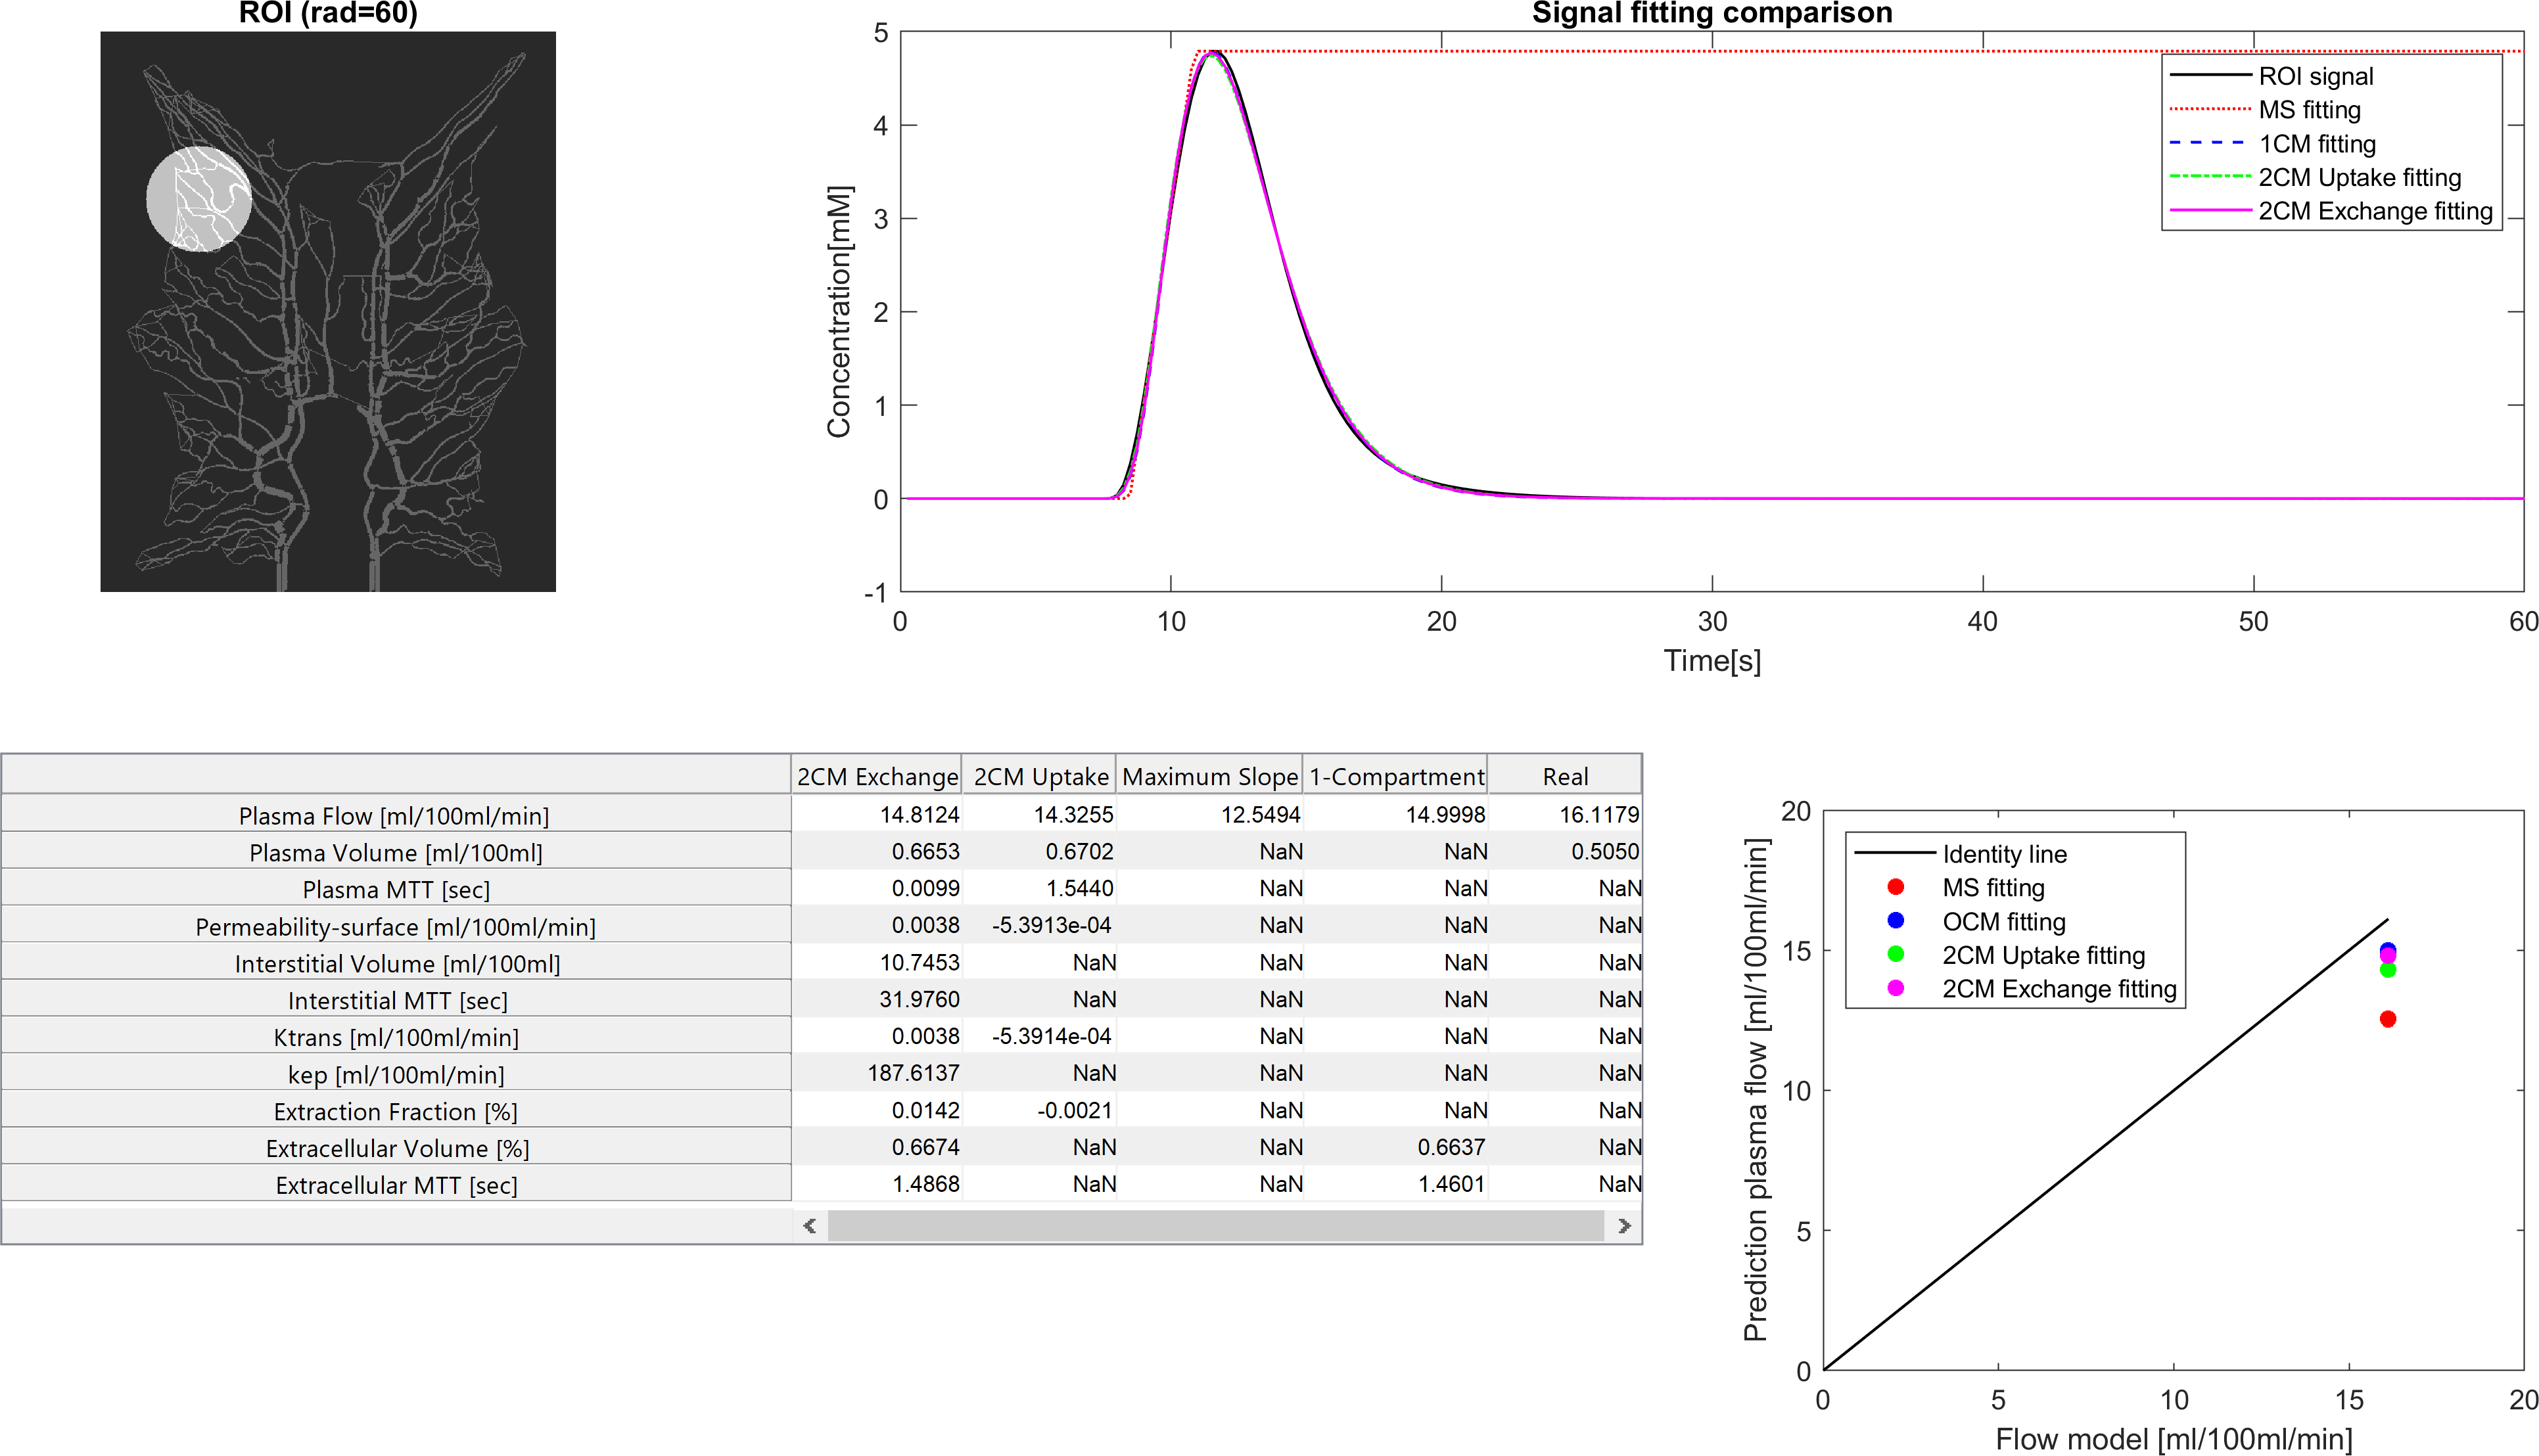 ROI (rad=60)
Signal fitting comparison
5
4
3
2
1
0
-1
Concentration[mM]
0 10 20 30 40 50 60
Time[s]
ROI signal
MS fitting
1CM fitting
2CM Uptake fitting
2CM Exchange fitting
2CM Exchange 2CM Uptake Maximum Slope 1-Compartment Real
Plasma Flow [ml/100ml/min] 14.8124 14.3255 12.5494 14.9998 16.1179
Plasma Volume [ml/100ml] 0.6653 0.6702 NaN NaN 0.5050
Plasma MTT [sec] 0.0099 1.5440 NaN NaN NaN
Permeability-surface [ml/100ml/min] 0.0038 -5.3913e-04 NaN NaN NaN
Interstitial Volume [ml/100ml] 10.7453 NaN NaN NaN NaN
Interstitial MTT [sec] 31.9760 NaN NaN NaN NaN
Ktrans [ml/100ml/min] 0.0038 -5.3914e-04 NaN NaN NaN
kep [ml/100ml/min] 187.6137 NaN NaN NaN NaN
Extraction Fraction [%] 0.0142 -0.0021 NaN NaN NaN
Extracellular Volume [%] 0.6674 NaN NaN 0.6637 NaN
Extracellular MTT [sec] 1.4868 NaN NaN 1.4601 NaN
20
15
10
5
0
Prediction plasma flow [ml/100ml/min]
Identity line
MS fitting
OCM fitting
2CM Uptake fitting
2CM Exchange fitting
0 5 10 15 20
Flow model [ml/100ml/min]